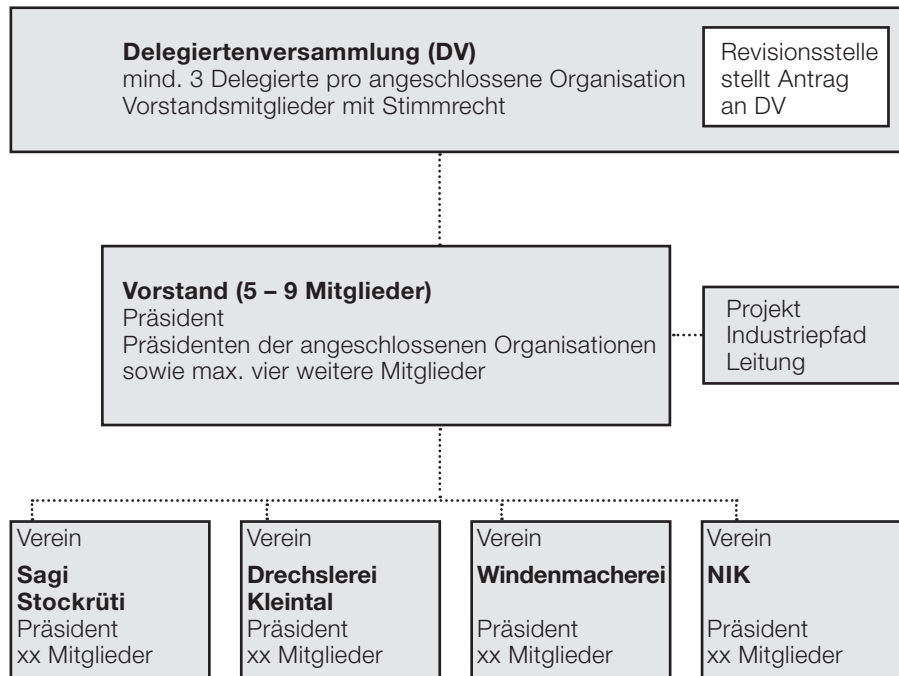 Delegiertenversammlung (DV)
mind. 3 Delegierte pro angeschlossene Organisation
Vorstandsmitglieder mit Stimmrecht
Revisionsstelle
stellt Antrag
an DV
Vorstand (5 – 9 Mitglieder)
Präsident
Präsidenten der angeschlossenen Organisationen
sowie max. vier weitere Mitglieder
Projekt
Industriepfad
Leitung
Verein
Sagi
Stockrüti
Präsident
xx Mitglieder
Verein
Drechslerei
Kleintal
Präsident
xx Mitglieder
Verein
Windenmacherei
Präsident
xx Mitglieder
Verein
NIK
Präsident
xx Mitglieder